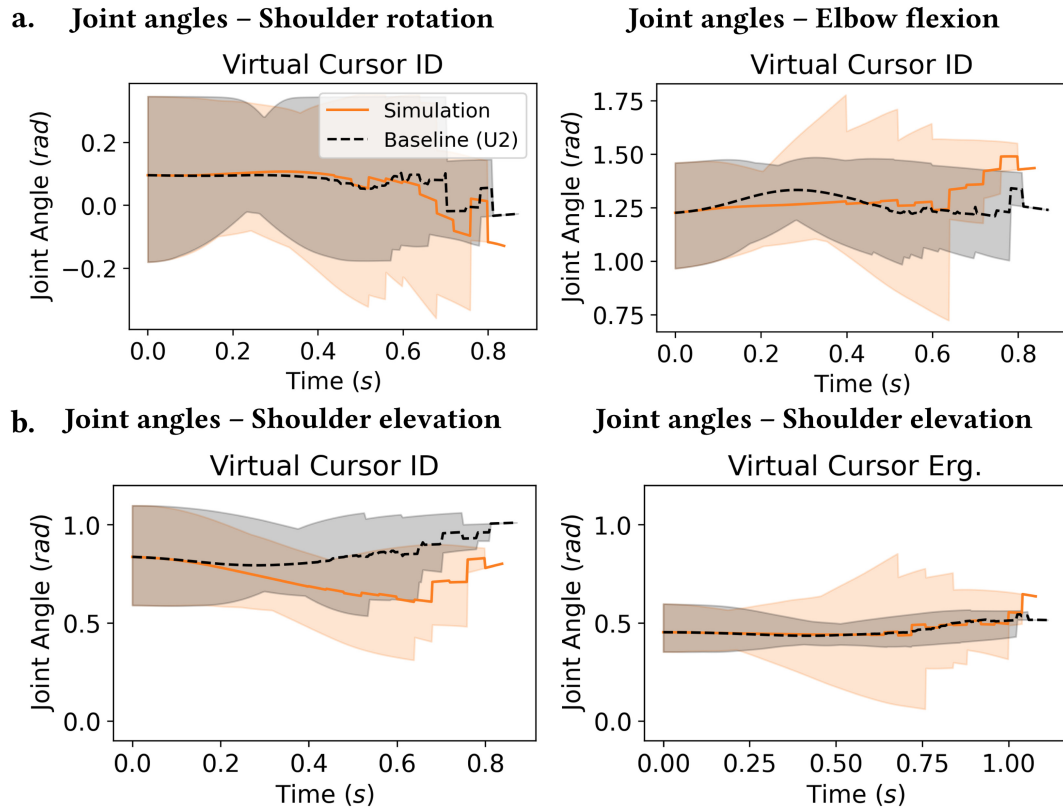 a. Joint angles – Shoulder rotation
Joint angles – Elbow flexion
Virtual Cursor ID
Virtual Cursor ID
Simulation
Baseline (U2)
Joint Angle (rad)
0.2
0.0
−0.2
0.0 0.2 0.4 0.6 0.8
Time (s)
Joint Angle (rad)
1.75
1.50
1.25
1.00
0.75
0.0 0.2 0.4 0.6 0.8
Time (s)
b. Joint angles – Shoulder elevation
Joint angles – Shoulder elevation
Virtual Cursor ID
Virtual Cursor Erg.
Joint Angle (rad)
1.0
0.5
0.0
0.0 0.2 0.4 0.6 0.8
Time (s)
Joint Angle (rad)
1.0
0.5
0.0
0.00 0.25 0.50 0.75 1.00
Time (s)